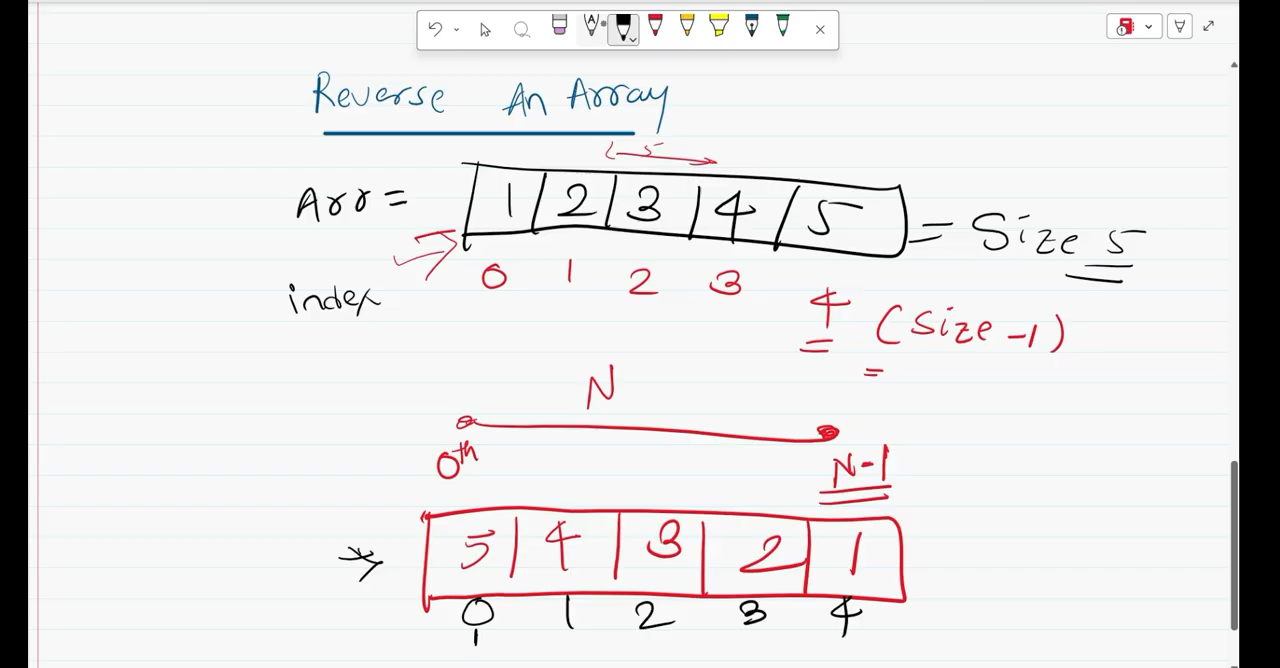 Reverse An Array
5
Arr = 1 2 3 4 5 = Size 5
index 0 1 2 3 4 (Size -1)
N
0th N-1
5 4 3 2 1
0 1 2 3 4